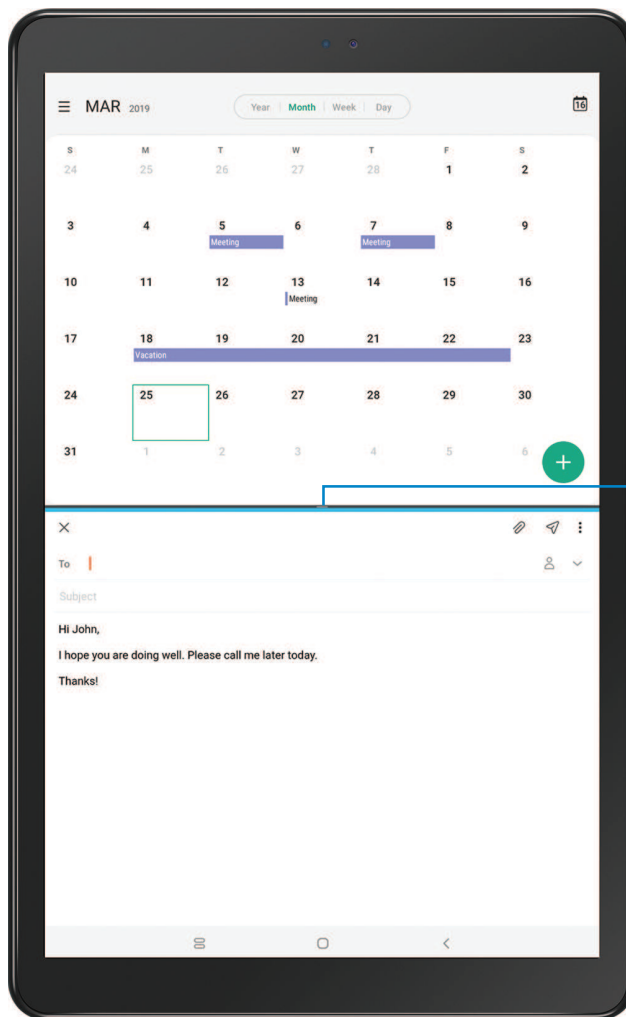 MAR 2019 Year Month Week Day 16
S M T W T F S
24 25 26 27 28 1 2
3 4 5 6 7 8 9
Meeting Meeting
10 11 12 13 14 15 16
Meeting
17 18 19 20 21 22 23
Vacation
24 25 26 27 28 29 30
31 1 2 3 4 5 6
To
Subject
Hi John,
I hope you are doing well. Please call me later today.
Thanks!